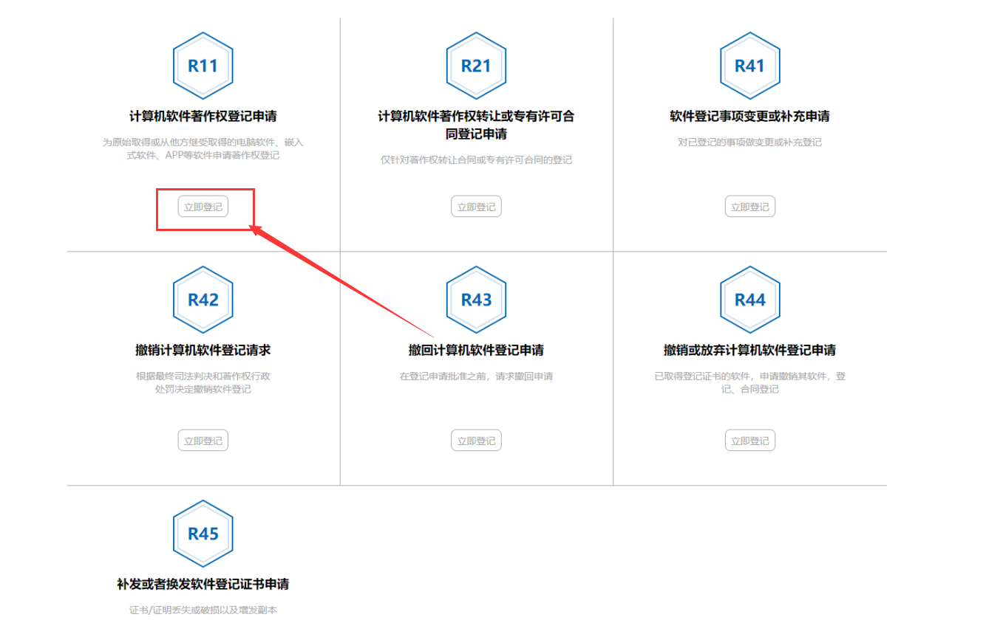 R11
计算机软件著作权登记申请
为原始取得或从他方继受取得的电脑软件、嵌入
式软件、APP等软件申请著作权登记
立即登记
R21
计算机软件著作权转让或专有许可合
同登记申请
仅针对著作权转让合同或专有许可合同的登记
立即登记
R41
软件登记事项变更或补充申请
对已登记的事项做变更或补充登记
立即登记
R42
撤销计算机软件登记请求
根据最终司法判决和著作权行政
处罚决定撤销软件登记
立即登记
R43
撤回计算机软件登记申请
在登记申请批准之前，请求撤回申请
立即登记
R44
撤销或放弃计算机软件登记申请
已取得登记证书的软件，申请撤销其软件，登
记、合同登记
立即登记
R45
补发或者换发软件登记证书申请
证书/证明丢失或破损以及增发副本